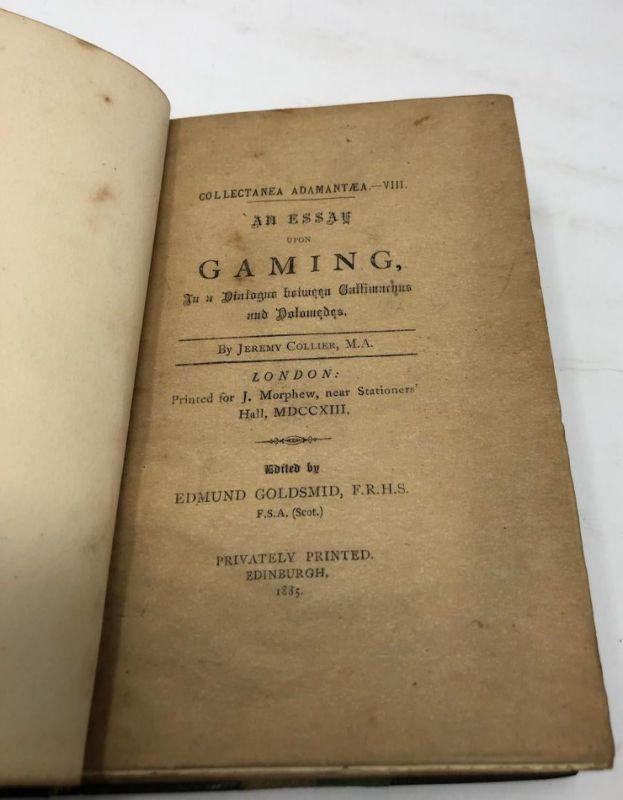 COLLECTANEA ADAMANTÆA.—VIII.
AN ESSAY
UPON
GAMING,
In a Dialogue between Callimachus
and Dolomedes.
BY JEREMY COLLIER, M.A.
LONDON:
Printed for J. Morphew, near Stationers'
Hall, MDCCXIII.
Edited by
EDMUND GOLDSMID, F.R.H.S.
F.S.A. (Scot.)
PRIVATELY PRINTED.
EDINBURGH,
1885.